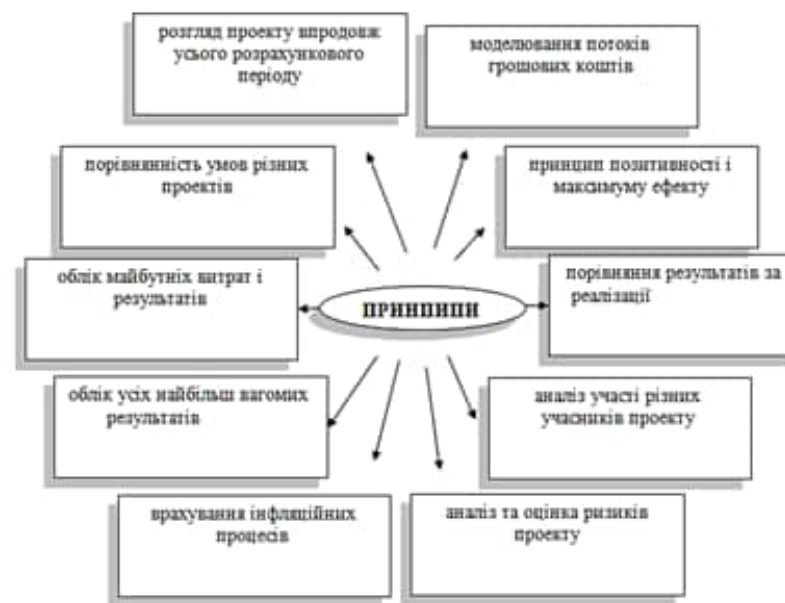 розгляд проекту впродовж
усього розрахункового
періоду
моделювання потоків
грошових коштів
порівнянність умов різних
проектів
принцип позитивності і
максимуму ефекту
облік майбутніх витрат і
результатів
ПРИНЦИПИ
порівняння результатів за
реалізації
облік усіх найбільш вагомих
результатів
аналіз участі різних
учасників проекту
врахування інфляційних
процесів
аналіз та оцінка ризиків
проекту